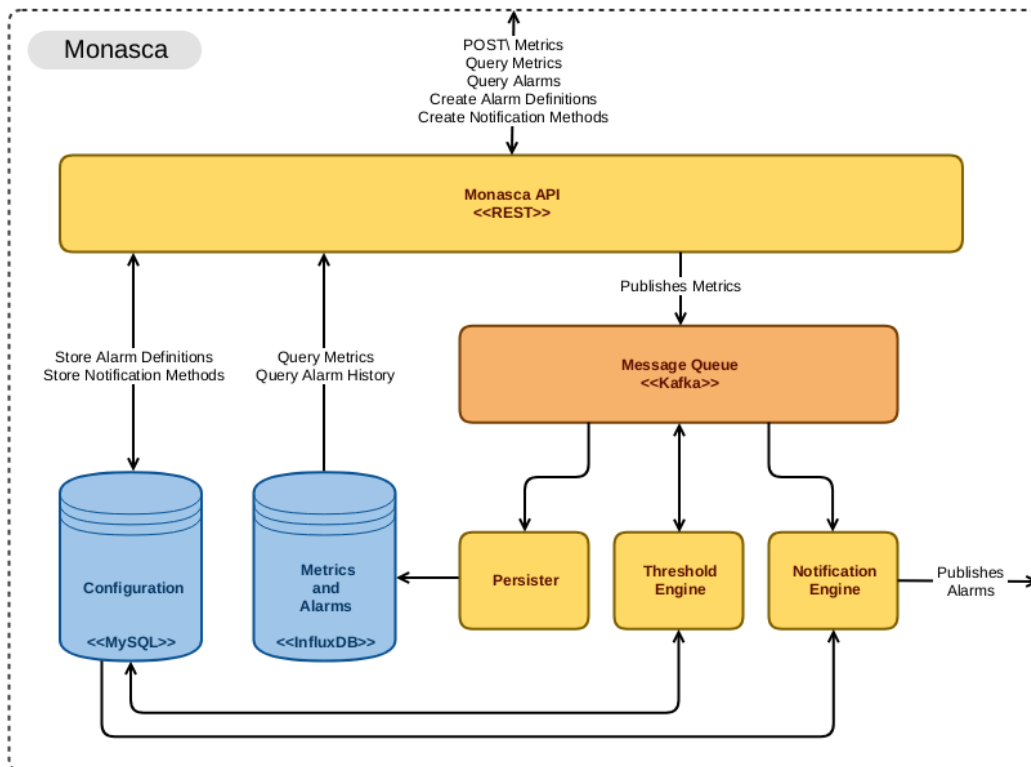 Monasca
POST\ Metrics
Query Metrics
Query Alarms
Create Alarm Definitions
Create Notification Methods
Monasca API
<<REST>>
Publishes Metrics
Message Queue
<<Kafka>>
Store Alarm Definitions
Store Notification Methods
Query Metrics
Query Alarm History
Configuration
<<MySQL>>
Metrics
and
Alarms
<<InfluxDB>>
Persister
Threshold
Engine
Notification
Engine
Publishes
Alarms